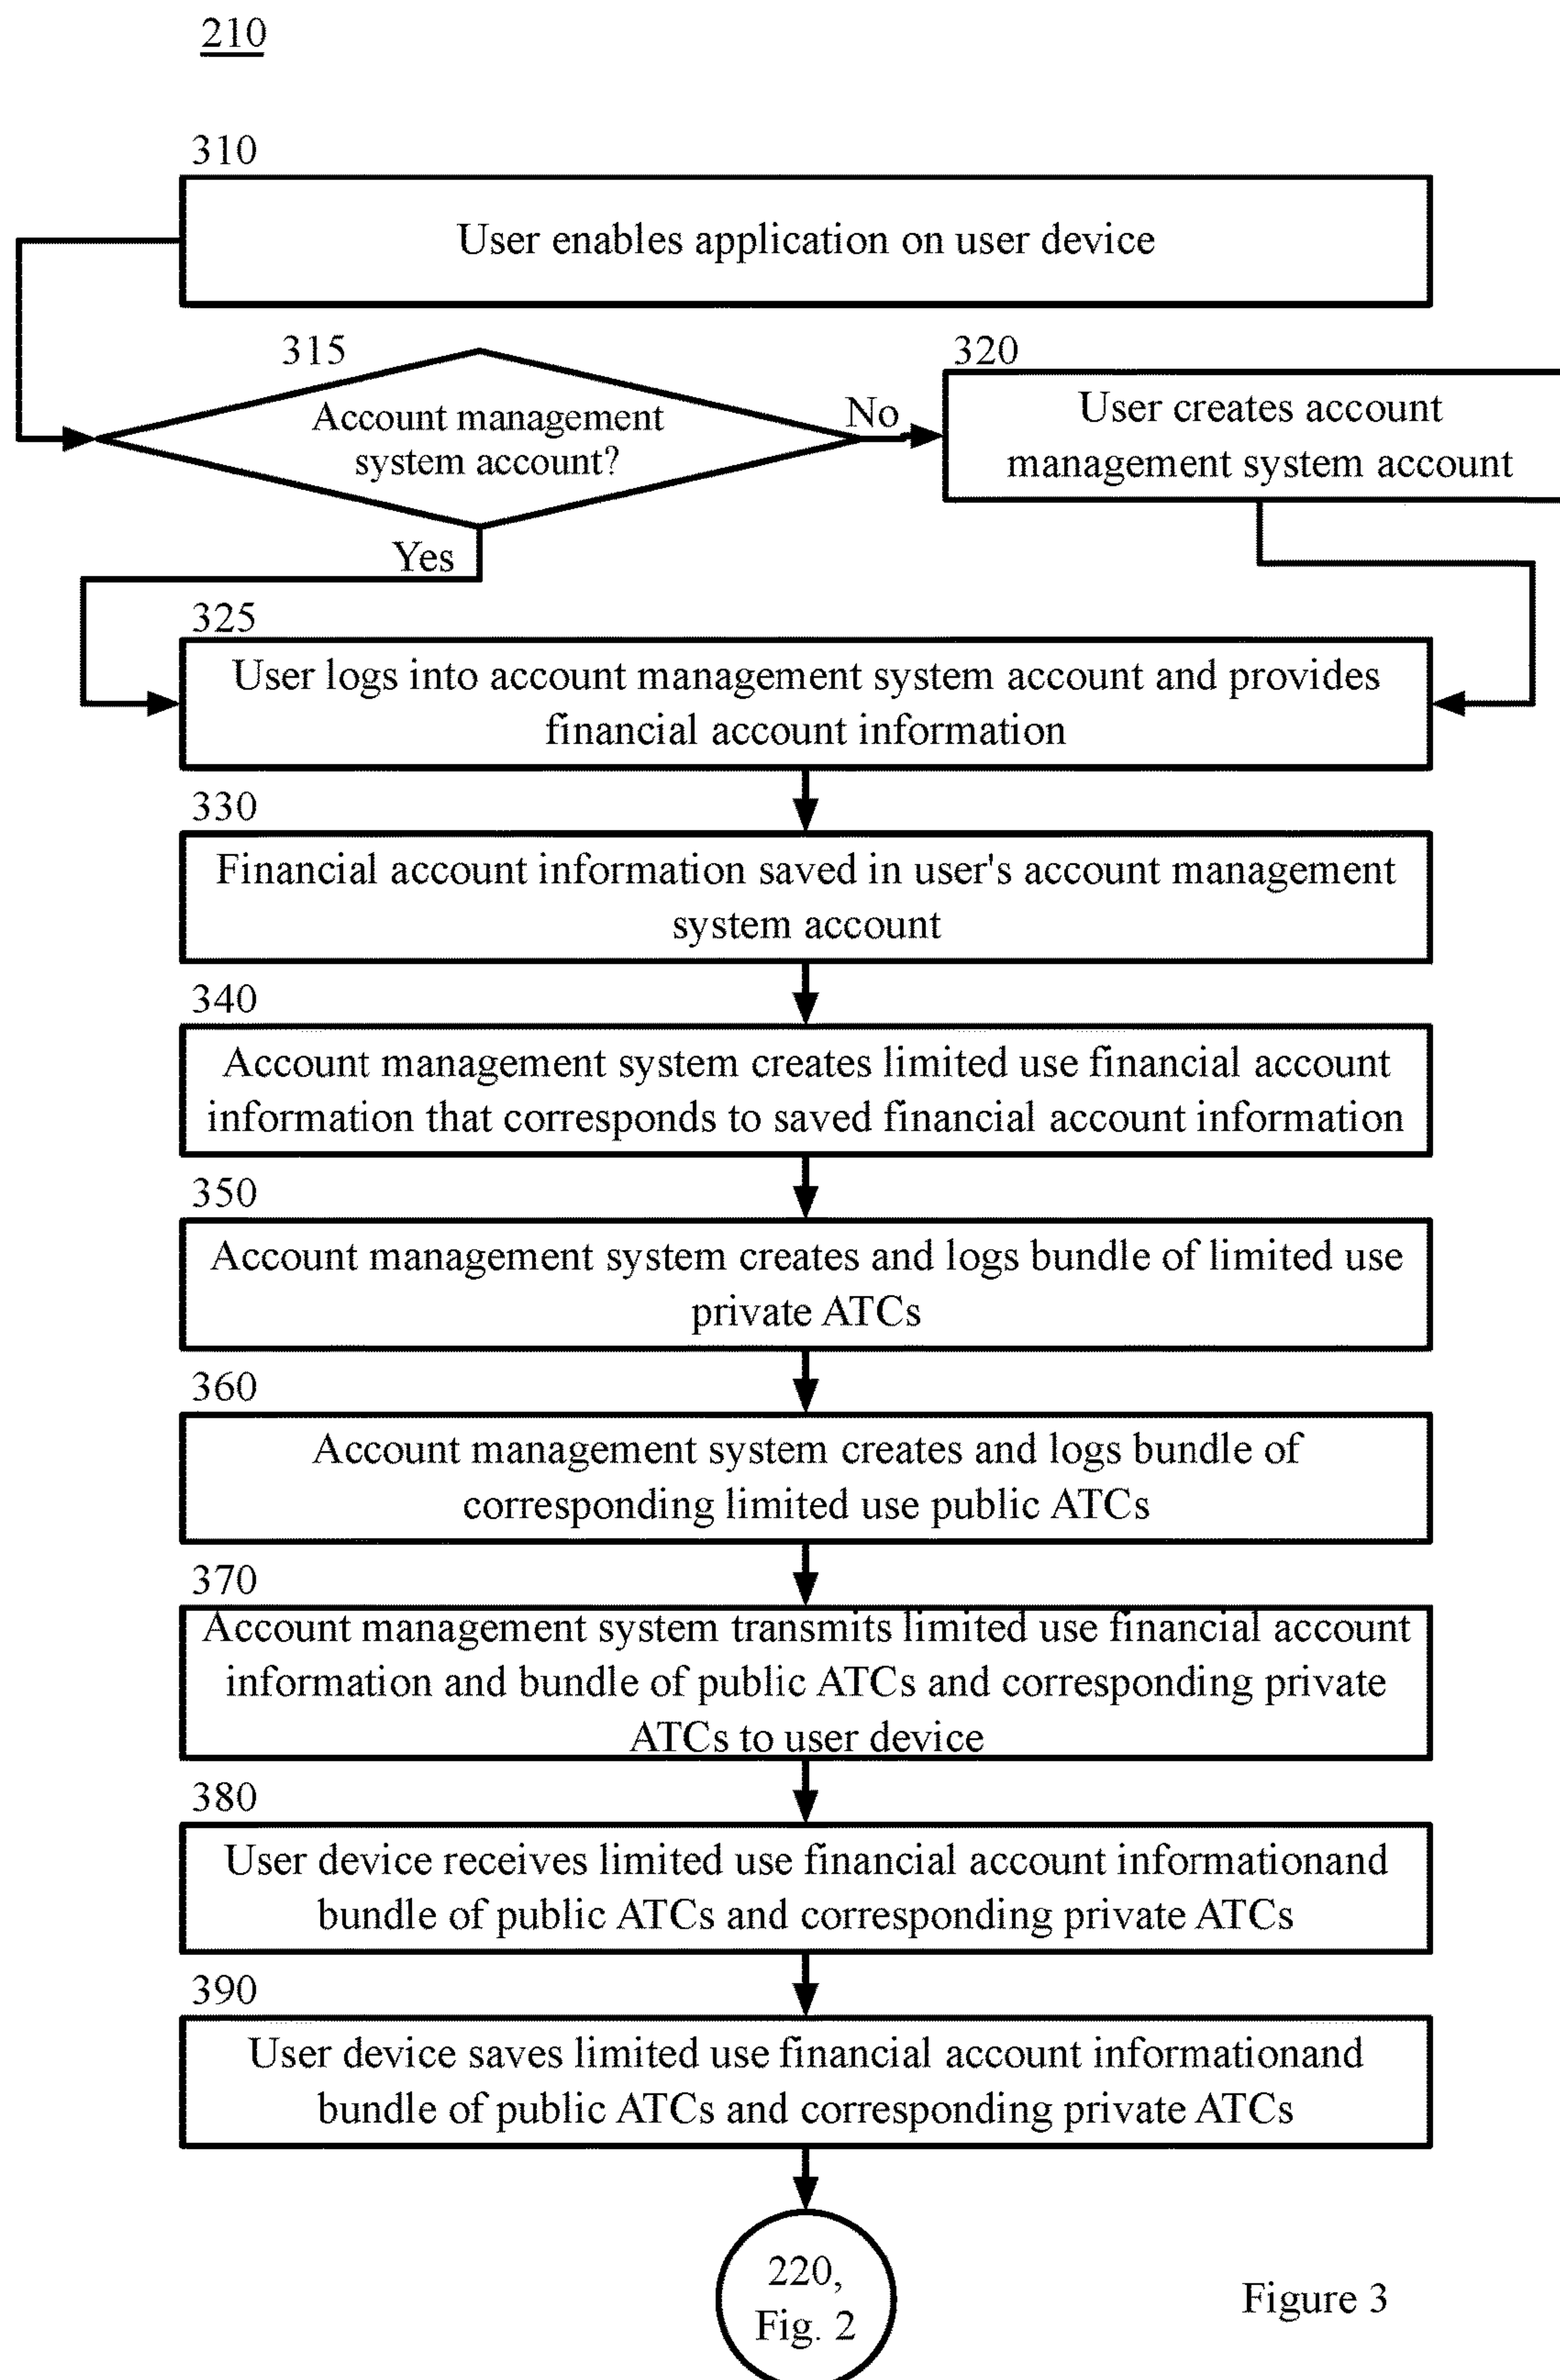 210
310
User enables application on user device
315
Account management
system account?
No
320
User creates account
management system account
Yes
325
User logs into account management system account and provides
financial account information
330
Financial account information saved in user's account management
system account
340
Account management system creates limited use financial account
information that corresponds to saved financial account information
350
Account management system creates and logs bundle of limited use
private ATCs
360
Account management system creates and logs bundle of
corresponding limited use public ATCs
370
Account management system transmits limited use financial account
information and bundle of public ATCs and corresponding private
ATCs to user device
380
User device receives limited use financial account informationand
bundle of public ATCs and corresponding private ATCs
390
User device saves limited use financial account informationand
bundle of public ATCs and corresponding private ATCs
220,
Fig. 2
Figure 3